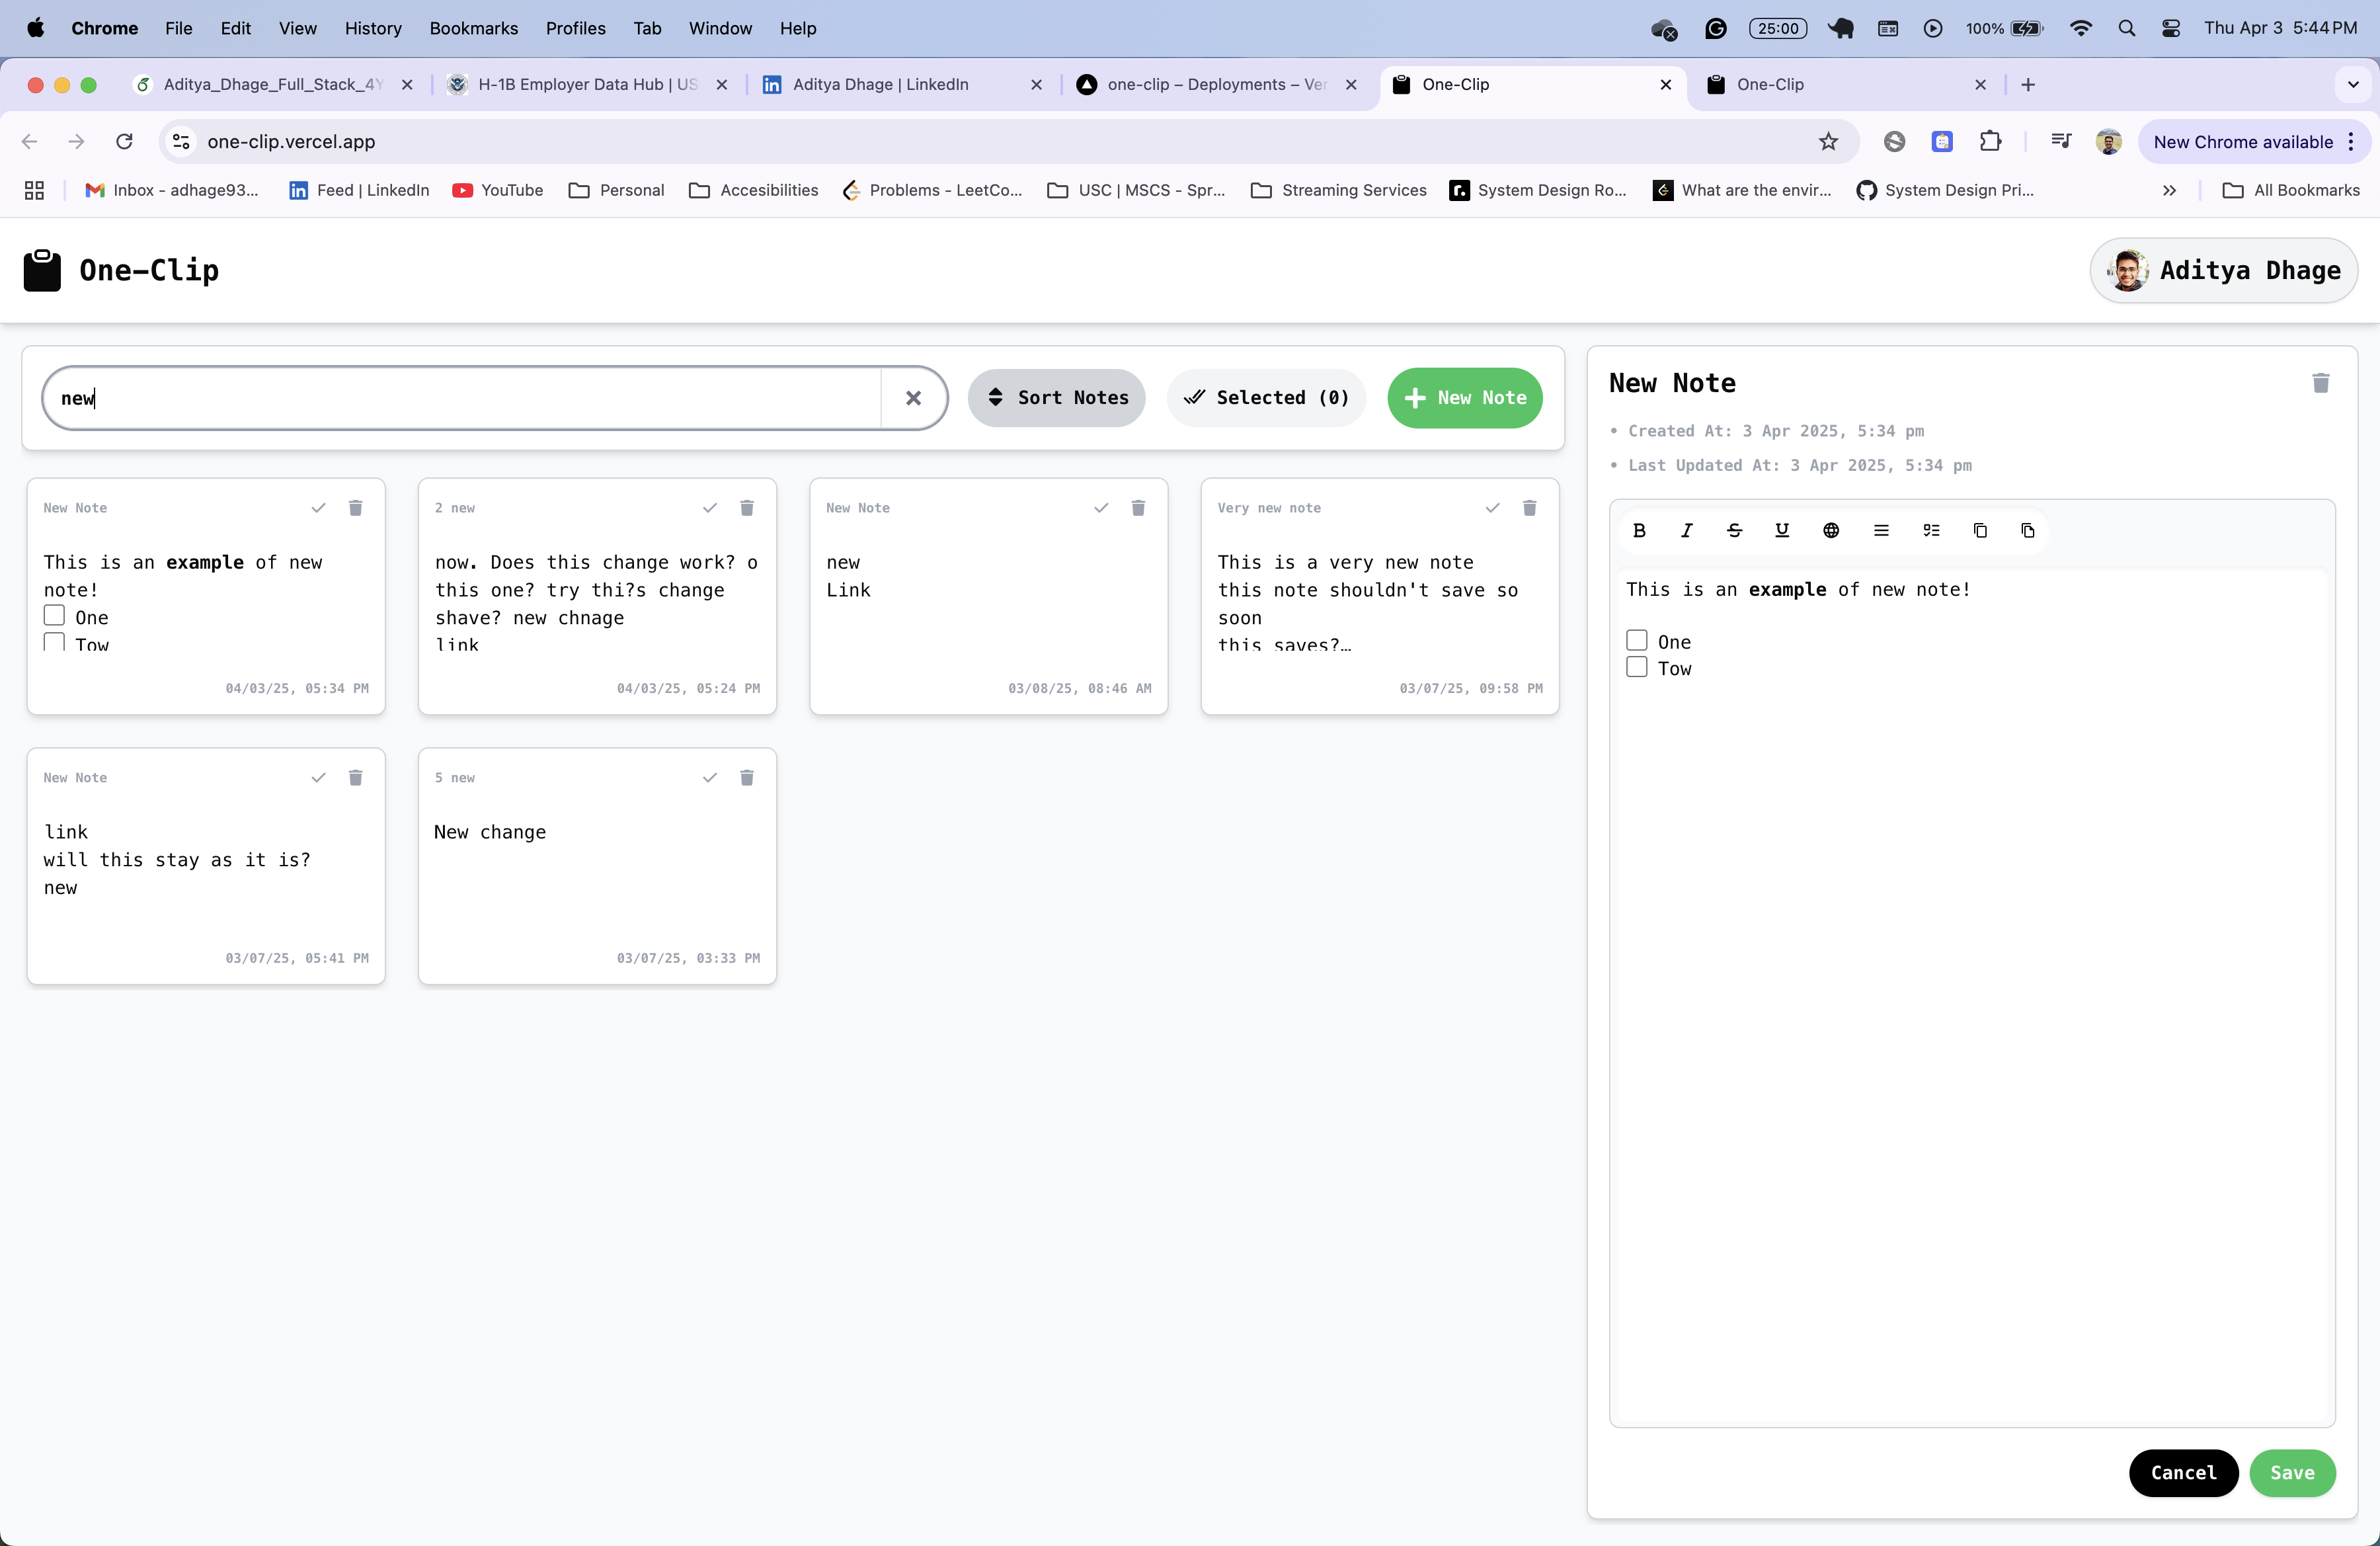 Chrome File Edit View History Bookmarks Profiles Tab Window Help 25:00 100% Thu Apr 3 5:44 PM
Aditya_Dhage_Full_Stack_4Y H-1B Employer Data Hub | US Aditya Dhage | LinkedIn one-clip – Deployments – Ver One-Clip One-Clip
one-clip.vercel.app New Chrome available
Inbox - adhage93... Feed | LinkedIn YouTube Personal Accesibilities Problems - LeetCo... USC | MSCS - Spr... Streaming Services System Design Ro... What are the envir... System Design Pri... All Bookmarks
One-Clip
Aditya Dhage
new
Sort Notes
Selected (0)
New Note
New Note
This is an example of new
note!
One
Tow
04/03/25, 05:34 PM
2 new
now. Does this change work? o
this one? try thi?s change
shave? new chnage
link
04/03/25, 05:24 PM
New Note
new
Link
03/08/25, 08:46 AM
Very new note
This is a very new note
this note shouldn't save so
soon
this saves?…
03/07/25, 09:58 PM
New Note
link
will this stay as it is?
new
03/07/25, 05:41 PM
5 new
New change
03/07/25, 03:33 PM
New Note
• Created At: 3 Apr 2025, 5:34 pm
• Last Updated At: 3 Apr 2025, 5:34 pm
This is an example of new note!
One
Tow
Cancel
Save